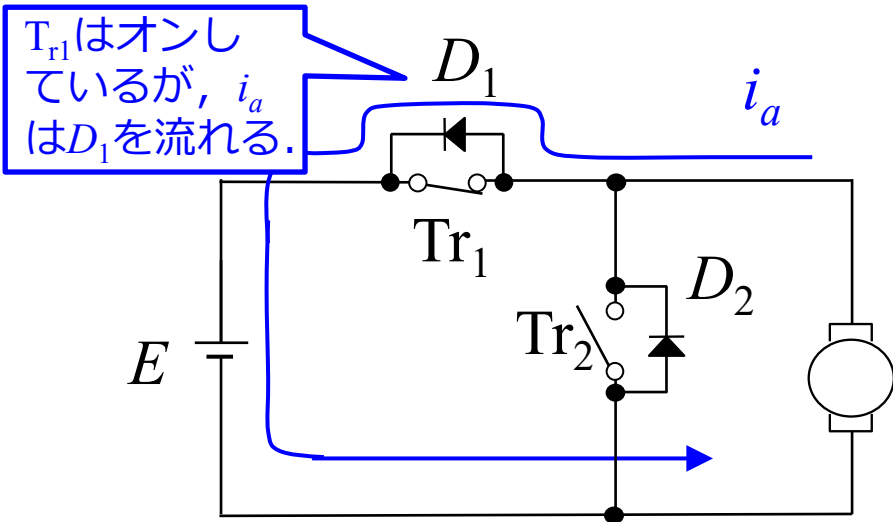 Tr1はオンし
ているが，ia
はD1を流れる.
D1
ia
Tr1
D2
Tr2
E